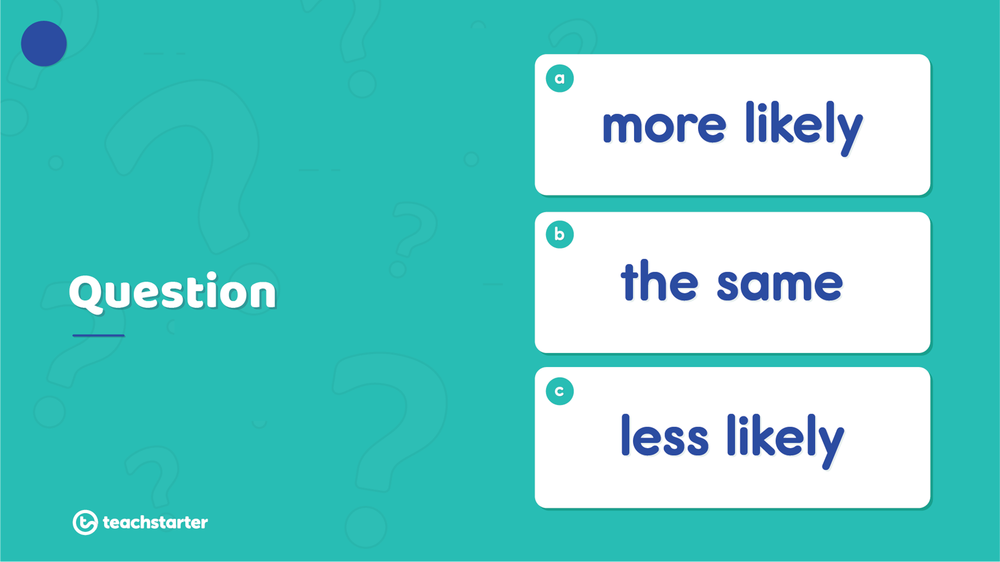 Question
a
more likely
b
the same
c
less likely
teachstarter